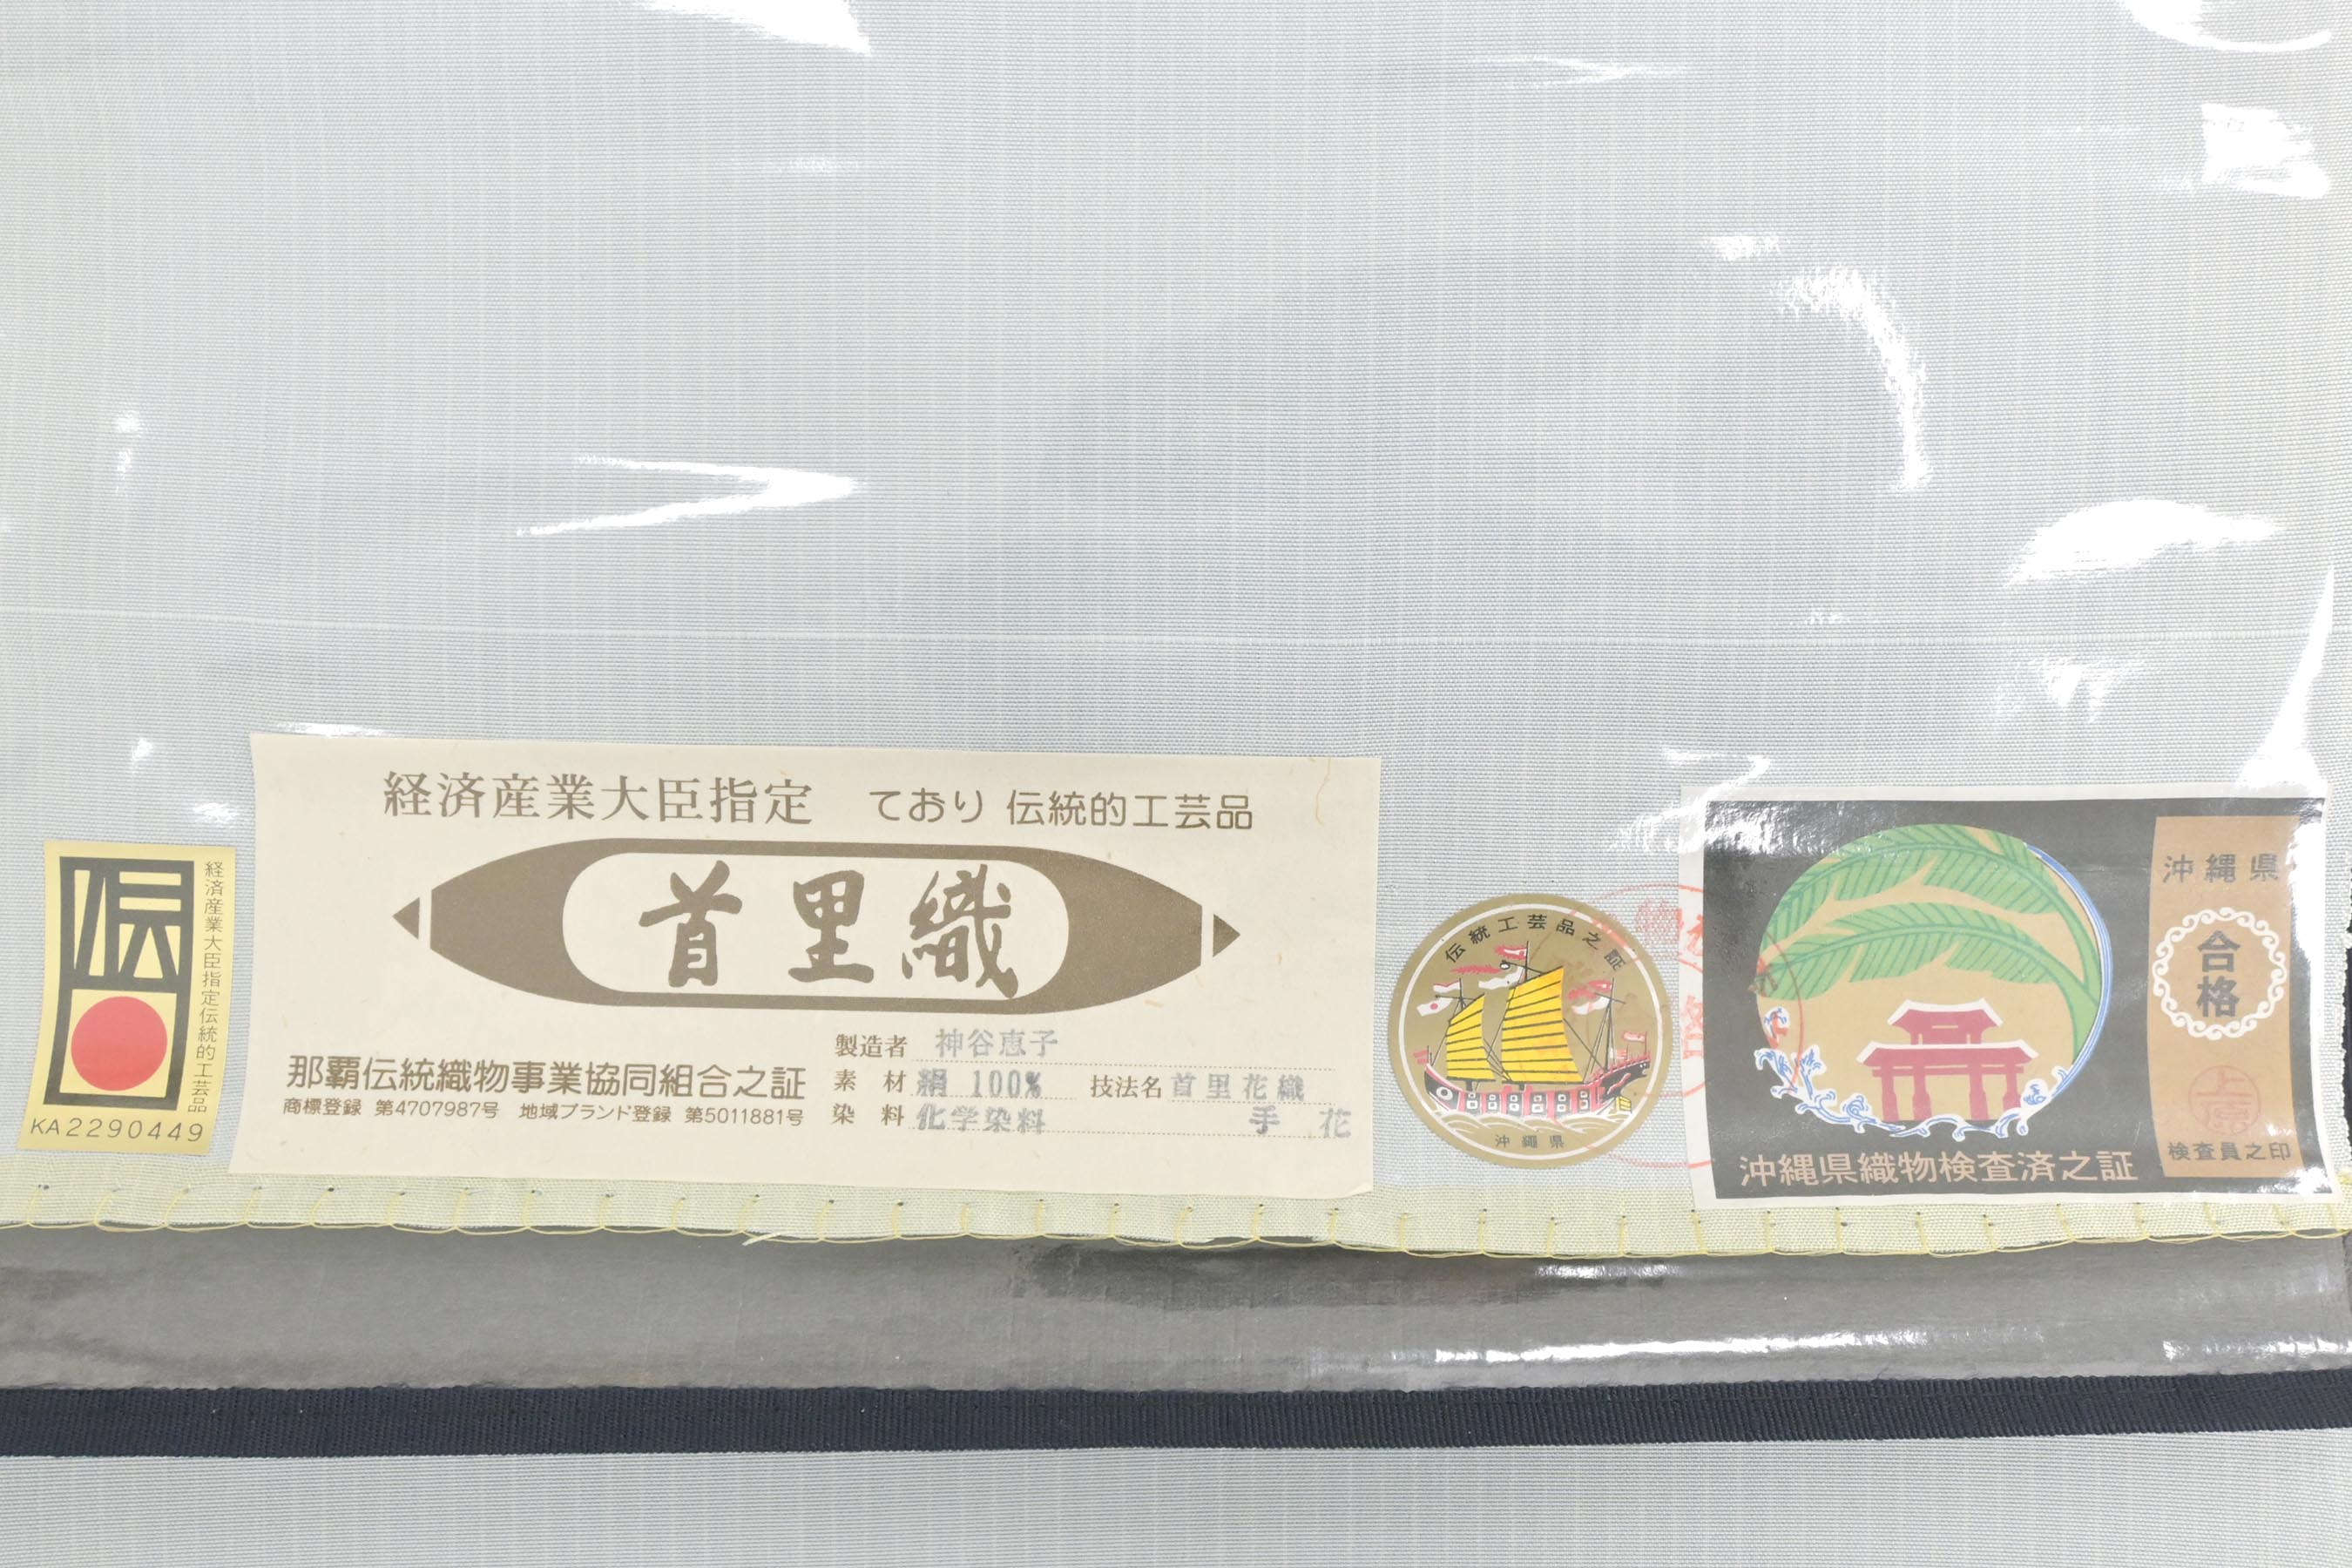 伝
経済産業大臣指定伝統的工芸品
KA2290449
経済産業大臣指定 ており 伝統的工芸品
首里織
那覇伝統織物事業協同組合之証
商標登録 第4707987号 地域ブランド登録 第5011881号
製造者 神谷恵子
素材 絹 100% 技法名 首里花織
染料 化学染料 手 花
伝統工芸品之証
沖縄県
沖縄県
合格
検査員之印
沖縄県織物検査済之証